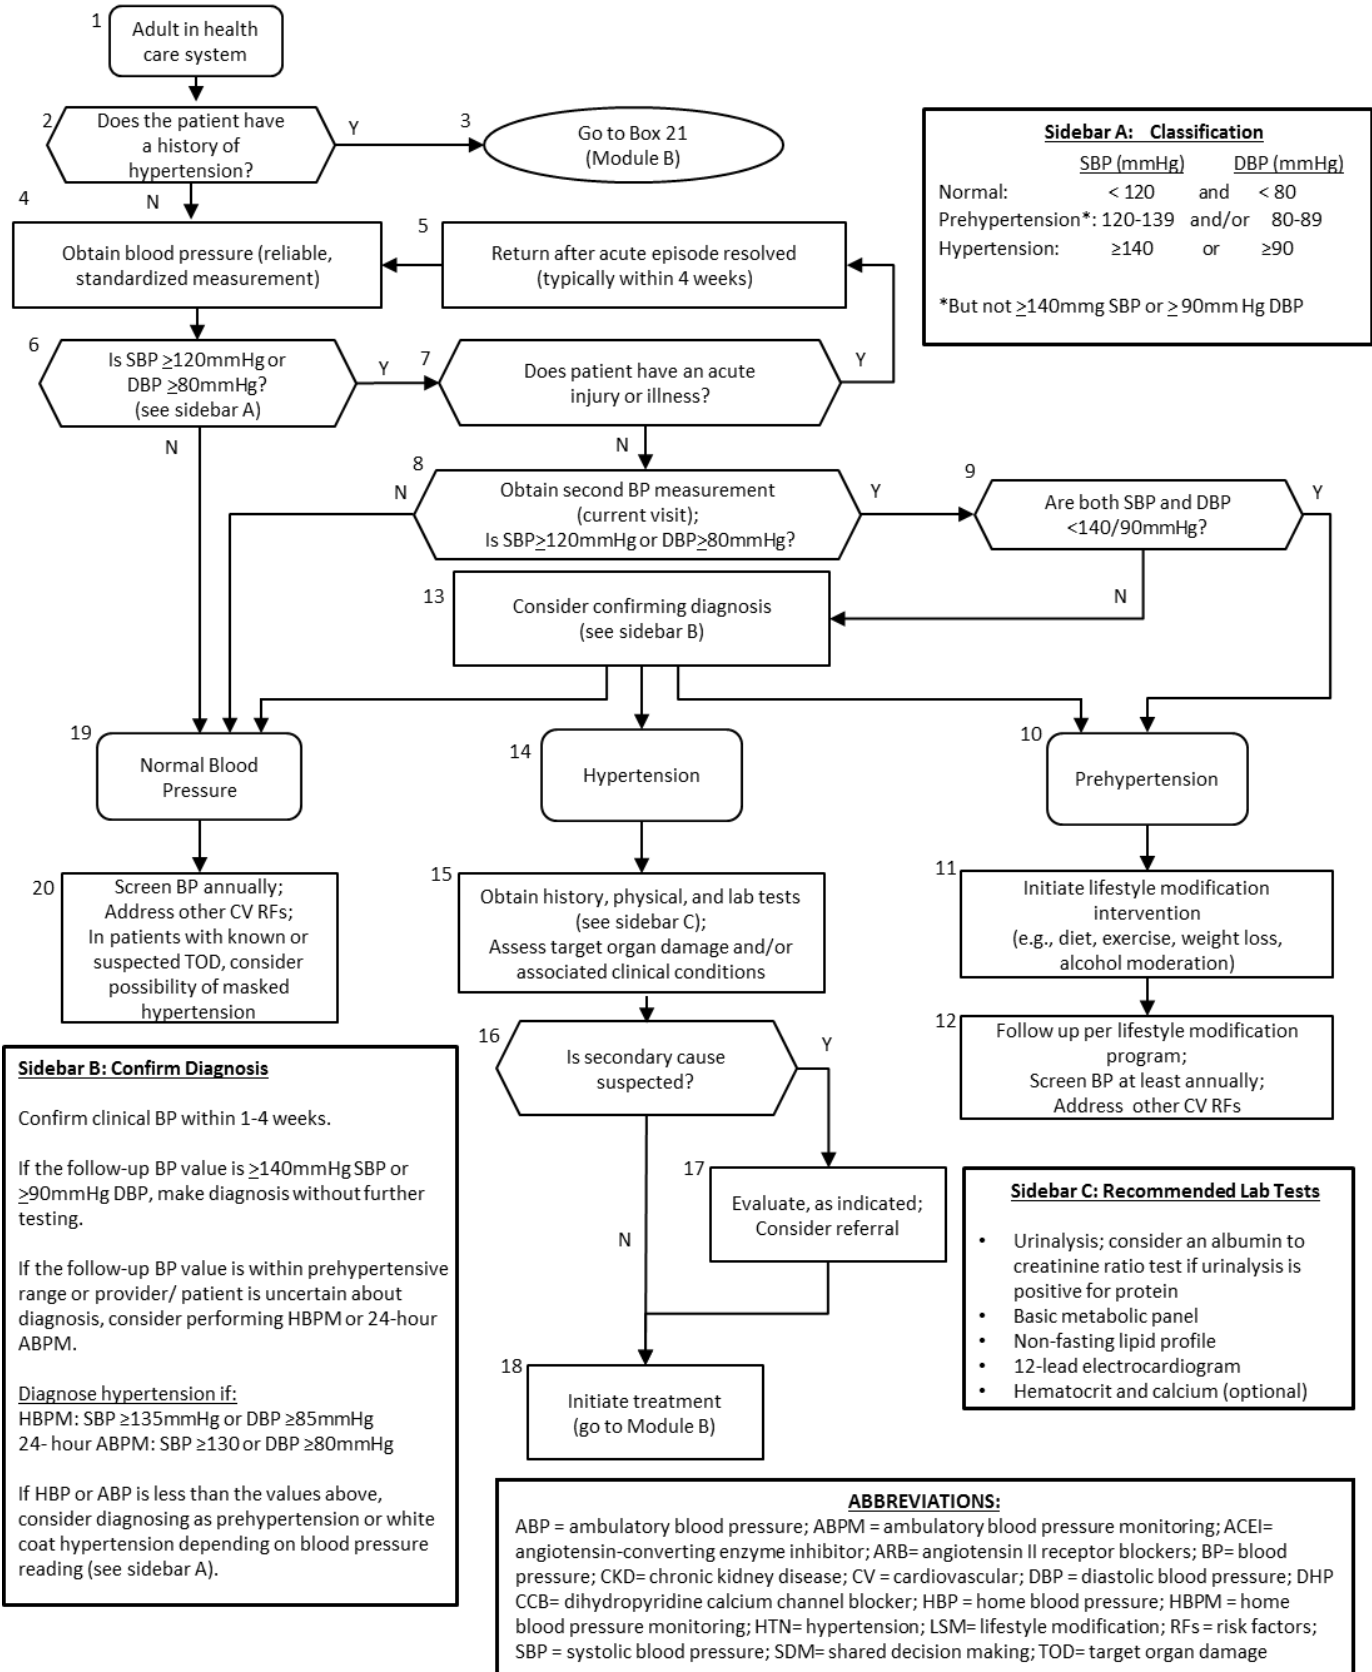 1
Adult in health
care system
2
Does the patient have
a history of
hypertension?
Y
3
Go to Box 21
(Module B)
N
Sidebar A: Classification
SBP (mmHg) DBP (mmHg)
Normal: < 120 and < 80
Prehypertension*: 120-139 and/or 80-89
Hypertension: ≥140 or ≥90
*But not ≥140mmg SBP or ≥ 90mm Hg DBP
4
Obtain blood pressure (reliable,
standardized measurement)
5
Return after acute episode resolved
(typically within 4 weeks)
6
Is SBP ≥120mmHg or
DBP ≥80mmHg?
(see sidebar A)
Y
N
7
Does patient have an acute
injury or illness?
Y
N
8
Obtain second BP measurement
(current visit);
Is SBP≥120mmHg or DBP≥80mmHg?
N
Y
9
Are both SBP and DBP
<140/90mmHg?
Y
N
13
Consider confirming diagnosis
(see sidebar B)
19
Normal Blood
Pressure
14
Hypertension
10
Prehypertension
20
Screen BP annually;
Address other CV RFs;
In patients with known or
suspected TOD, consider
possibility of masked
hypertension
15
Obtain history, physical, and lab tests
(see sidebar C);
Assess target organ damage and/or
associated clinical conditions
11
Initiate lifestyle modification
intervention
(e.g., diet, exercise, weight loss,
alcohol moderation)
16
Is secondary cause
suspected?
Y
N
12
Follow up per lifestyle modification
program;
Screen BP at least annually;
Address other CV RFs
17
Evaluate, as indicated;
Consider referral
18
Initiate treatment
(go to Module B)
Sidebar B: Confirm Diagnosis
Confirm clinical BP within 1-4 weeks.
If the follow-up BP value is ≥140mmHg SBP or
≥90mmHg DBP, make diagnosis without further
testing.
If the follow-up BP value is within prehypertensive
range or provider/ patient is uncertain about
diagnosis, consider performing HBPM or 24-hour
ABPM.
Diagnose hypertension if:
HBPM: SBP ≥135mmHg or DBP ≥85mmHg
24- hour ABPM: SBP ≥130 or DBP ≥80mmHg
If HBP or ABP is less than the values above,
consider diagnosing as prehypertension or white
coat hypertension depending on blood pressure
reading (see sidebar A).
Sidebar C: Recommended Lab Tests
• Urinalysis; consider an albumin to
creatinine ratio test if urinalysis is
positive for protein
• Basic metabolic panel
• Non-fasting lipid profile
• 12-lead electrocardiogram
• Hematocrit and calcium (optional)
ABBREVIATIONS:
ABP = ambulatory blood pressure; ABPM = ambulatory blood pressure monitoring; ACEI=
angiotensin-converting enzyme inhibitor; ARB= angiotensin II receptor blockers; BP= blood
pressure; CKD= chronic kidney disease; CV = cardiovascular; DBP = diastolic blood pressure; DHP
CCB= dihydropyridine calcium channel blocker; HBP = home blood pressure; HBPM = home
blood pressure monitoring; HTN= hypertension; LSM= lifestyle modification; RFs = risk factors;
SBP = systolic blood pressure; SDM= shared decision making; TOD= target organ damage